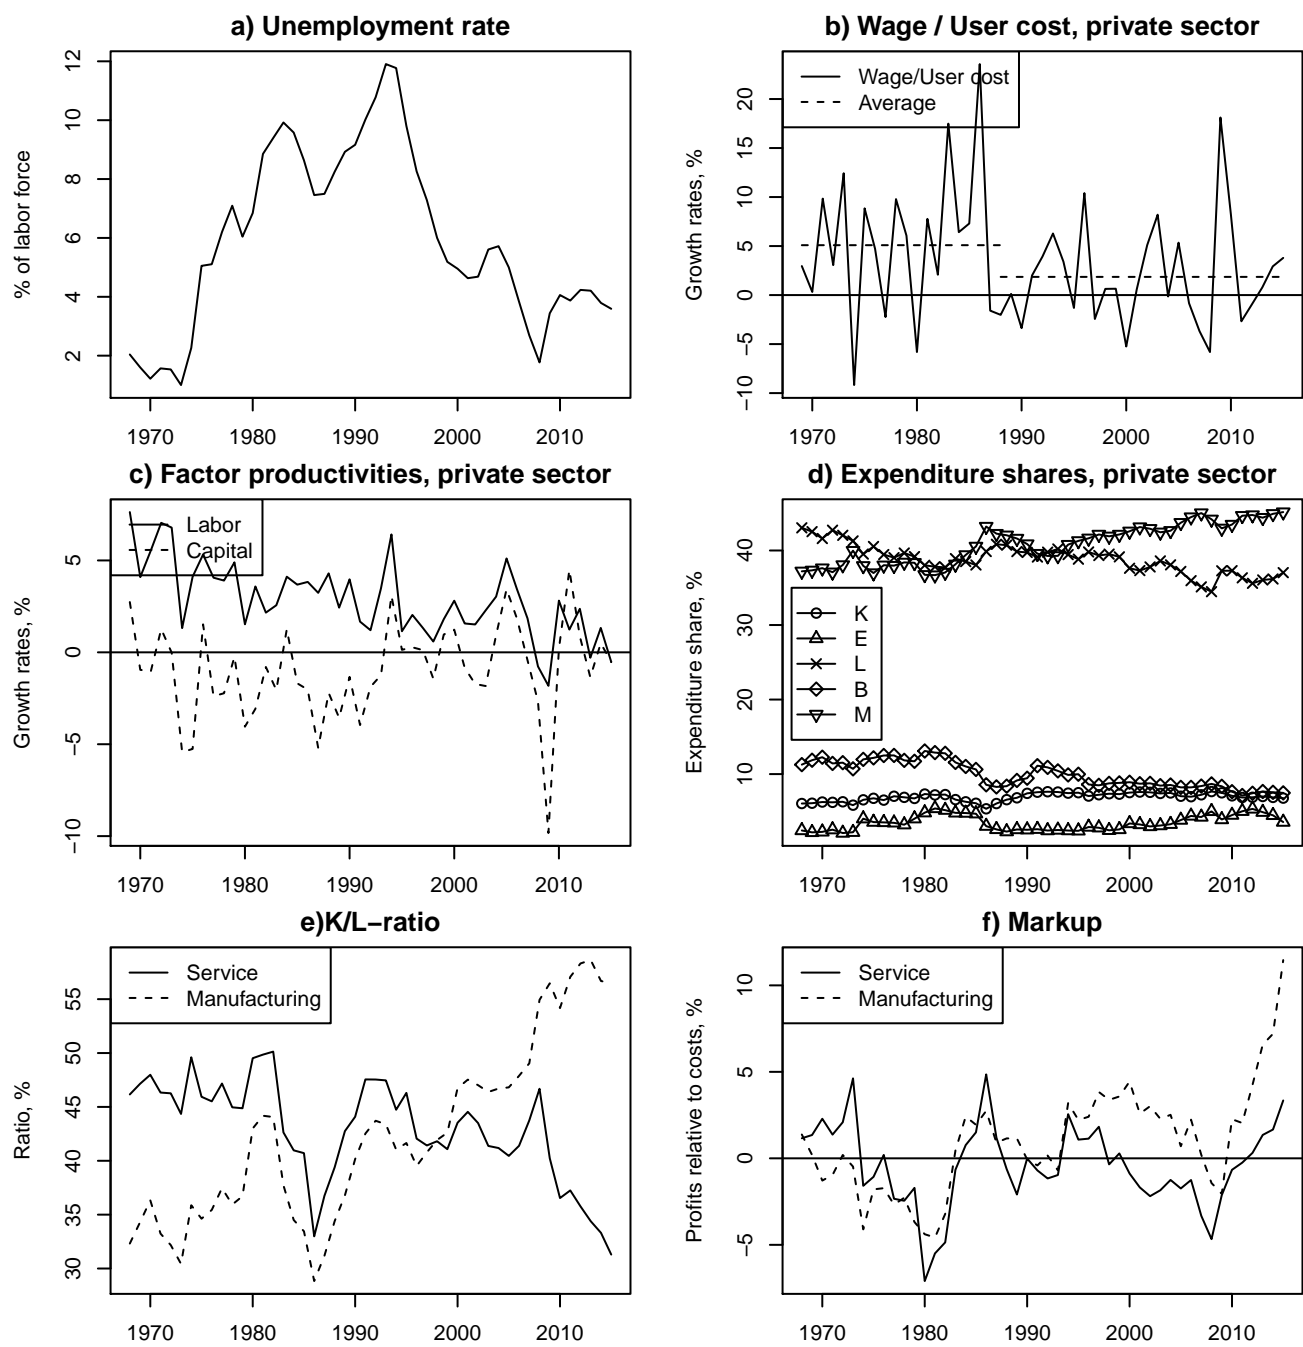 a) Unemployment rate
% of labor force
12
10
8
6
4
2
1970 1980 1990 2000 2010
b) Wage / User cost, private sector
Wage/User cost
Average
Growth rates, %
20
15
10
5
0
−5
−10
1970 1980 1990 2000 2010
c) Factor productivities, private sector
Labor
Capital
Growth rates, %
5
0
−5
−10
1970 1980 1990 2000 2010
d) Expenditure shares, private sector
Expenditure share, %
40
30
20
10
K
E
L
B
M
1970 1980 1990 2000 2010
e)K/L−ratio
Service
Manufacturing
Ratio, %
55
50
45
40
35
30
1970 1980 1990 2000 2010
f) Markup
Service
Manufacturing
Profits relative to costs, %
10
5
0
−5
1970 1980 1990 2000 2010